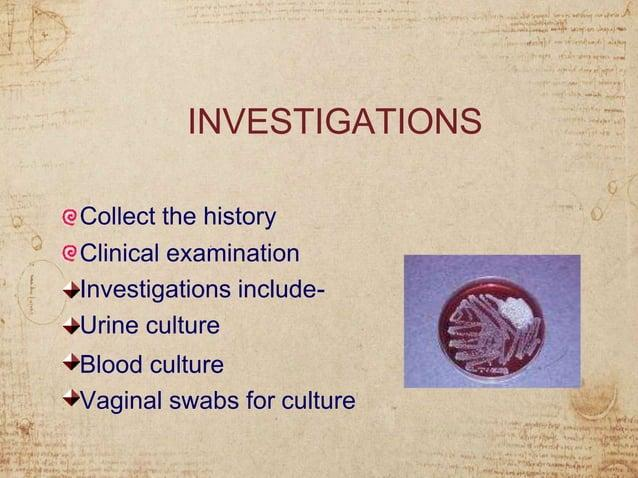 INVESTIGATIONS
Collect the history
Clinical examination
Investigations include-
Urine culture
Blood culture
Vaginal swabs for culture